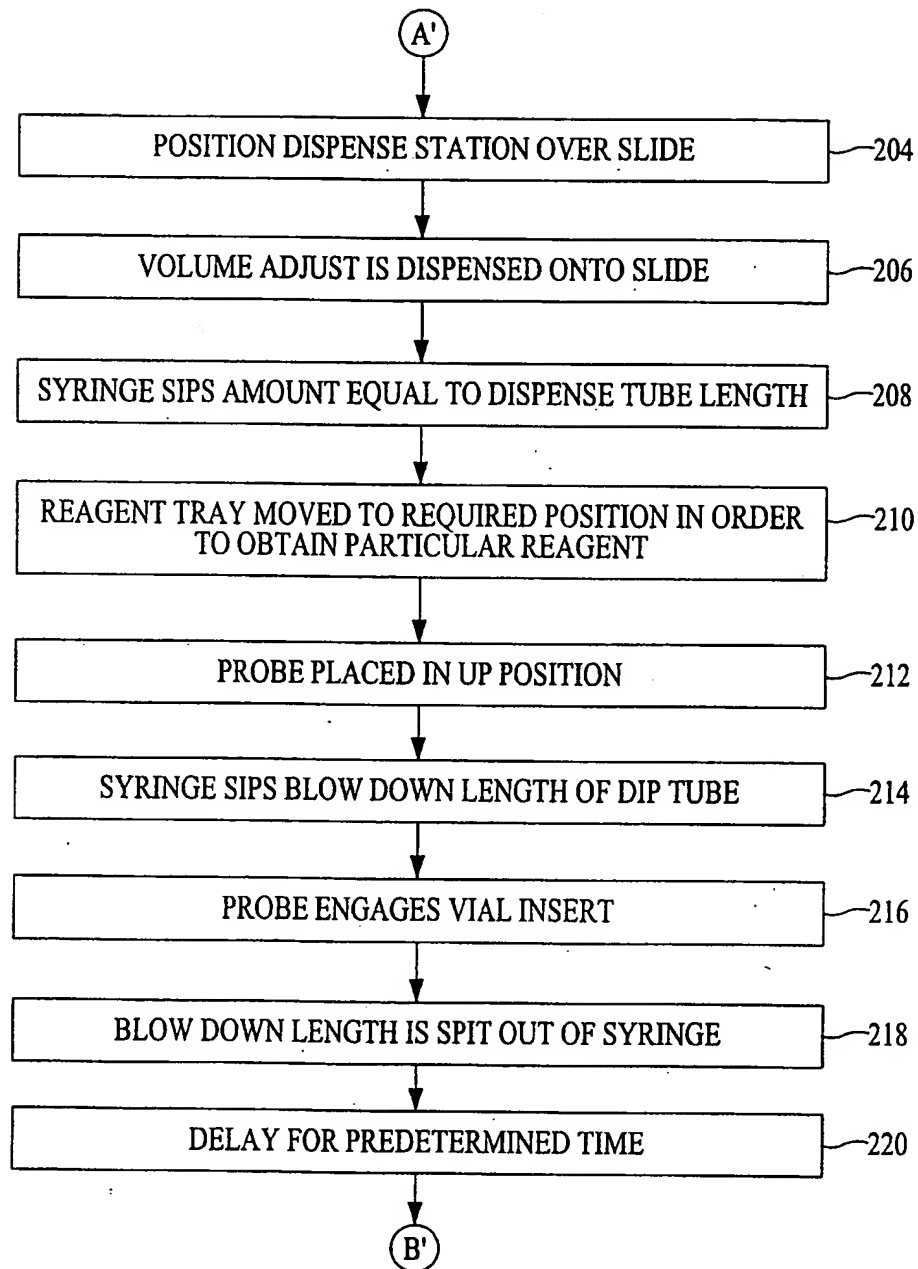 A'
POSITION DISPENSE STATION OVER SLIDE
204
VOLUME ADJUST IS DISPENSED ONTO SLIDE
206
SYRINGE SIPS AMOUNT EQUAL TO DISPENSE TUBE LENGTH
208
REAGENT TRAY MOVED TO REQUIRED POSITION IN ORDER
TO OBTAIN PARTICULAR REAGENT
210
PROBE PLACED IN UP POSITION
212
SYRINGE SIPS BLOW DOWN LENGTH OF DIP TUBE
214
PROBE ENGAGES VIAL INSERT
216
BLOW DOWN LENGTH IS SPIT OUT OF SYRINGE
218
DELAY FOR PREDETERMINED TIME
220
B'